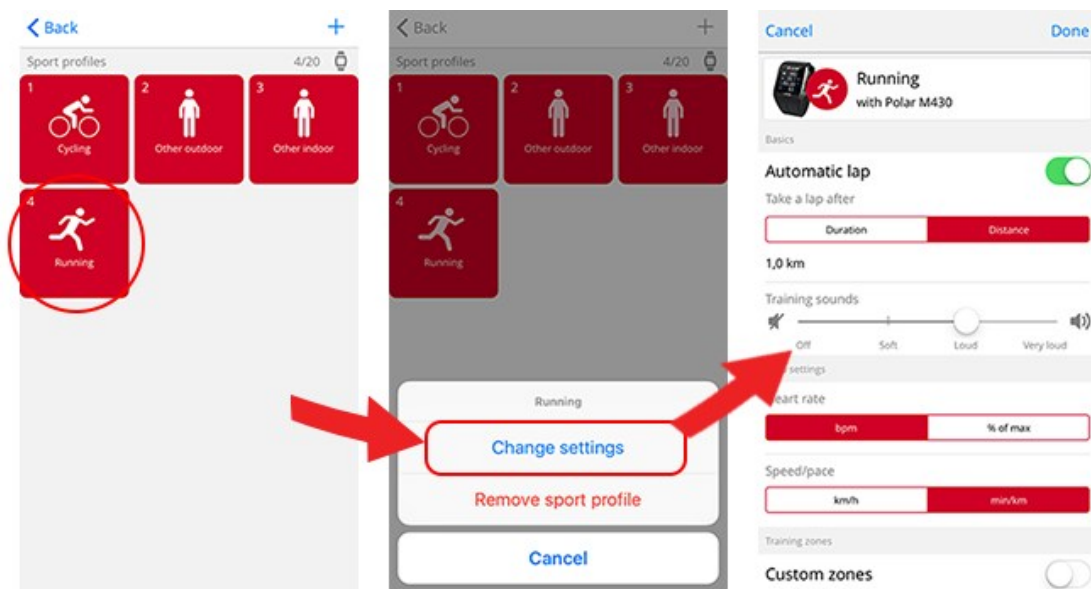 Back +
Sport profiles 4/20
1 2 3
Cycling Other outdoor Other indoor
4
Running
Back +
Sport profiles 4/20
1 2 3
Cycling Other outdoor Other indoor
4
Running
Running
Change settings
Remove sport profile
Cancel
Cancel Done
Running
with Polar M430
Basics
Automatic lap
Take a lap after
Duration Distance
1,0 km
Training sounds
Off Soft Loud Very loud
settings
eart rate
bpm % of max
Speed/pace
km/h min/km
Training zones
Custom zones